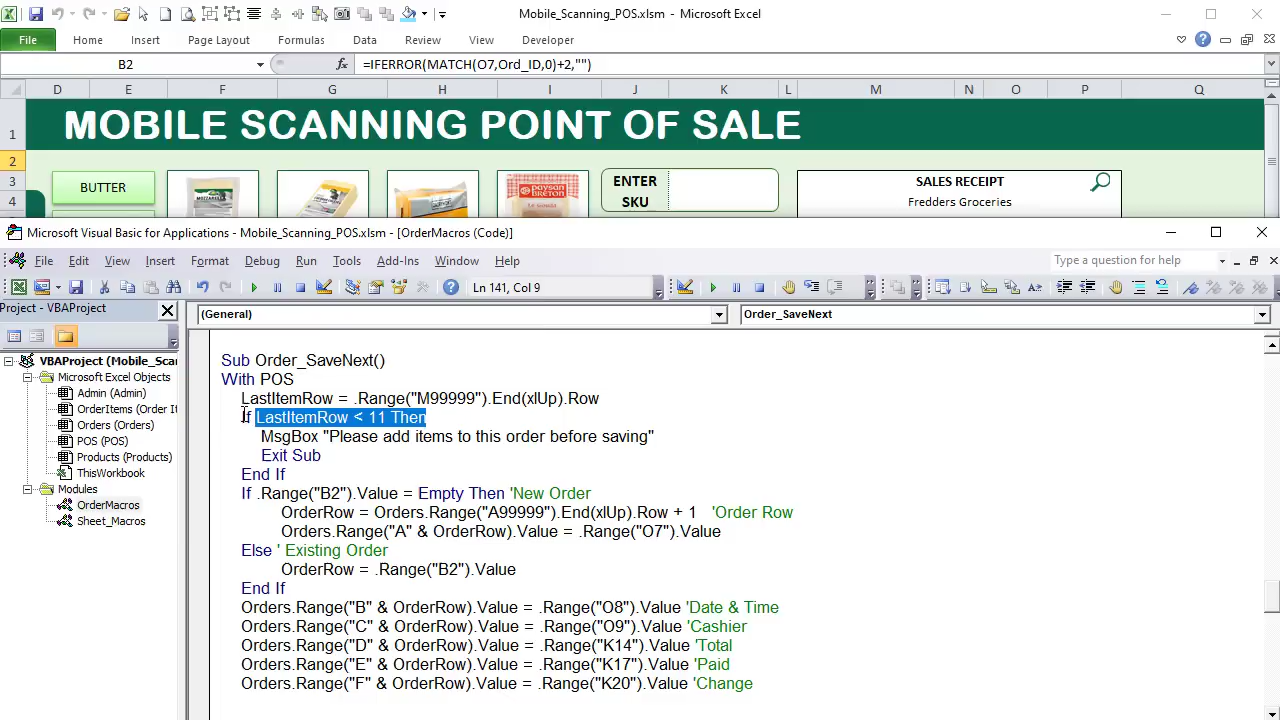 Mobile_Scanning_POS.xlsm - Microsoft Excel
File Home Insert Page Layout Formulas Data Review View Developer
B2 fx =IFERROR(MATCH(O7,Ord_ID,0)+2,"")
D E F G H I J K L M N O P Q
1 MOBILE SCANNING POINT OF SALE
2
3 BUTTER ENTER SALES RECEIPT
4 SKU Fredders Groceries
Microsoft Visual Basic for Applications - Mobile_Scanning_POS.xlsm - [OrderMacros (Code)]
File Edit View Insert Format Debug Run Tools Add-Ins Window Help Type a question for help
Ln 141, Col 9
Project - VBAProject
(General) Order_SaveNext
VBAProject (Mobile_Scar
Microsoft Excel Objects
Admin (Admin)
OrderItems (Order It
Orders (Orders)
POS (POS)
Products (Products)
ThisWorkbook
Modules
OrderMacros
Sheet_Macros
Sub Order_SaveNext()
With POS
LastItemRow = .Range("M99999").End(xlUp).Row
If LastItemRow < 11 Then
MsgBox "Please add items to this order before saving"
Exit Sub
End If
If .Range("B2").Value = Empty Then 'New Order
OrderRow = Orders.Range("A99999").End(xlUp).Row + 1 'Order Row
Orders.Range("A" & OrderRow).Value = .Range("O7").Value
Else ' Existing Order
OrderRow = .Range("B2").Value
End If
Orders.Range("B" & OrderRow).Value = .Range("O8").Value 'Date & Time
Orders.Range("C" & OrderRow).Value = .Range("O9").Value 'Cashier
Orders.Range("D" & OrderRow).Value = .Range("K14").Value 'Total
Orders.Range("E" & OrderRow).Value = .Range("K17").Value 'Paid
Orders.Range("F" & OrderRow).Value = .Range("K20").Value 'Change